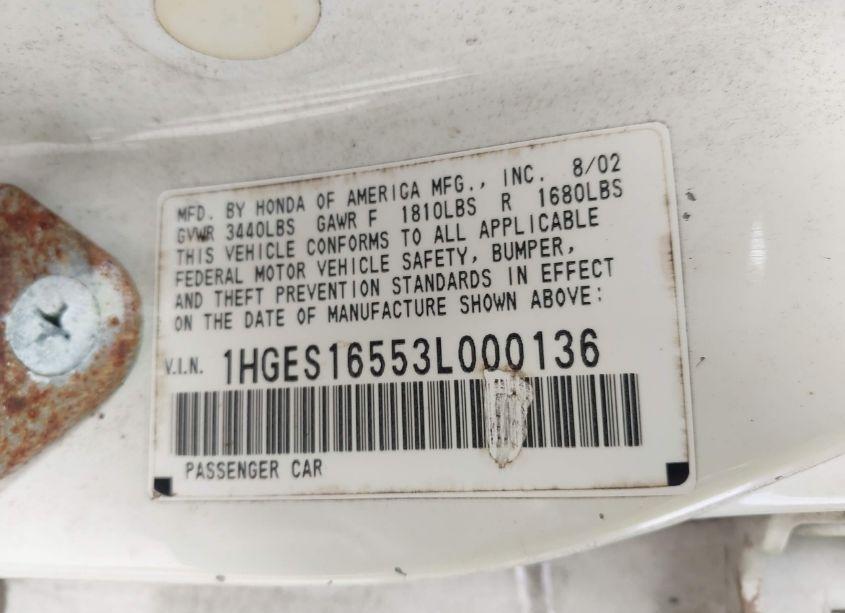 MFD. BY HONDA OF AMERICA MFG., INC. 8/02
GVWR 3440LBS GAWR F 1810LBS R 1680LBS
THIS VEHICLE CONFORMS TO ALL APPLICABLE
FEDERAL MOTOR VEHICLE SAFETY, BUMPER,
AND THEFT PREVENTION STANDARDS IN EFFECT
ON THE DATE OF MANUFACTURE SHOWN ABOVE:
V.I.N. 1HGES16553L000136
PASSENGER CAR